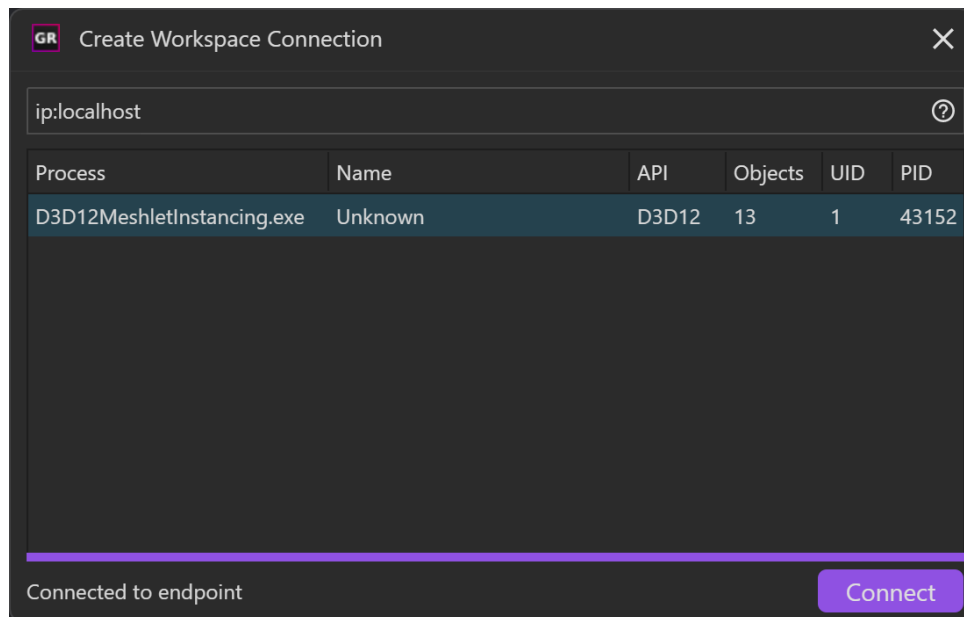 GR Create Workspace Connection
ip:localhost
Process Name API Objects UID PID
D3D12MeshletInstancing.exe Unknown D3D12 13 1 43152
Connected to endpoint Connect